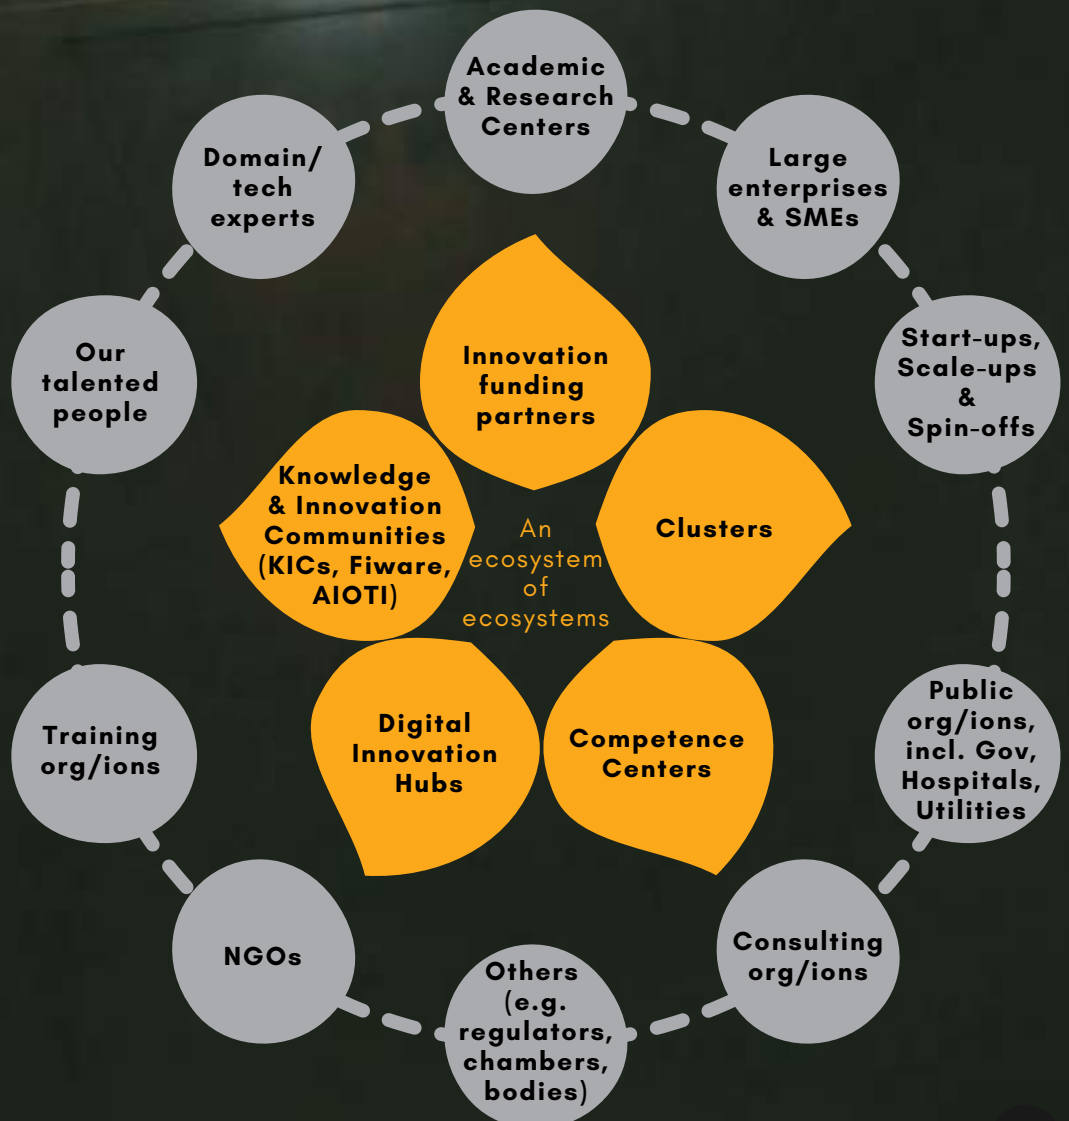 Academic
& Research
Centers
Domain/
tech
experts
Large
enterprises
& SMEs
Our
talented
people
Start-ups,
Scale-ups
&
Spin-offs
Innovation
funding
partners
Knowledge
& Innovation
Communities
(KICs, Fiware,
AIOTI)
Clusters
An
ecosystem
of
ecosystems
Digital
Innovation
Hubs
Competence
Centers
Training
org/ions
Public
org/ions,
incl. Gov,
Hospitals,
Utilities
NGOs
Consulting
org/ions
Others
(e.g.
regulators,
chambers,
bodies)